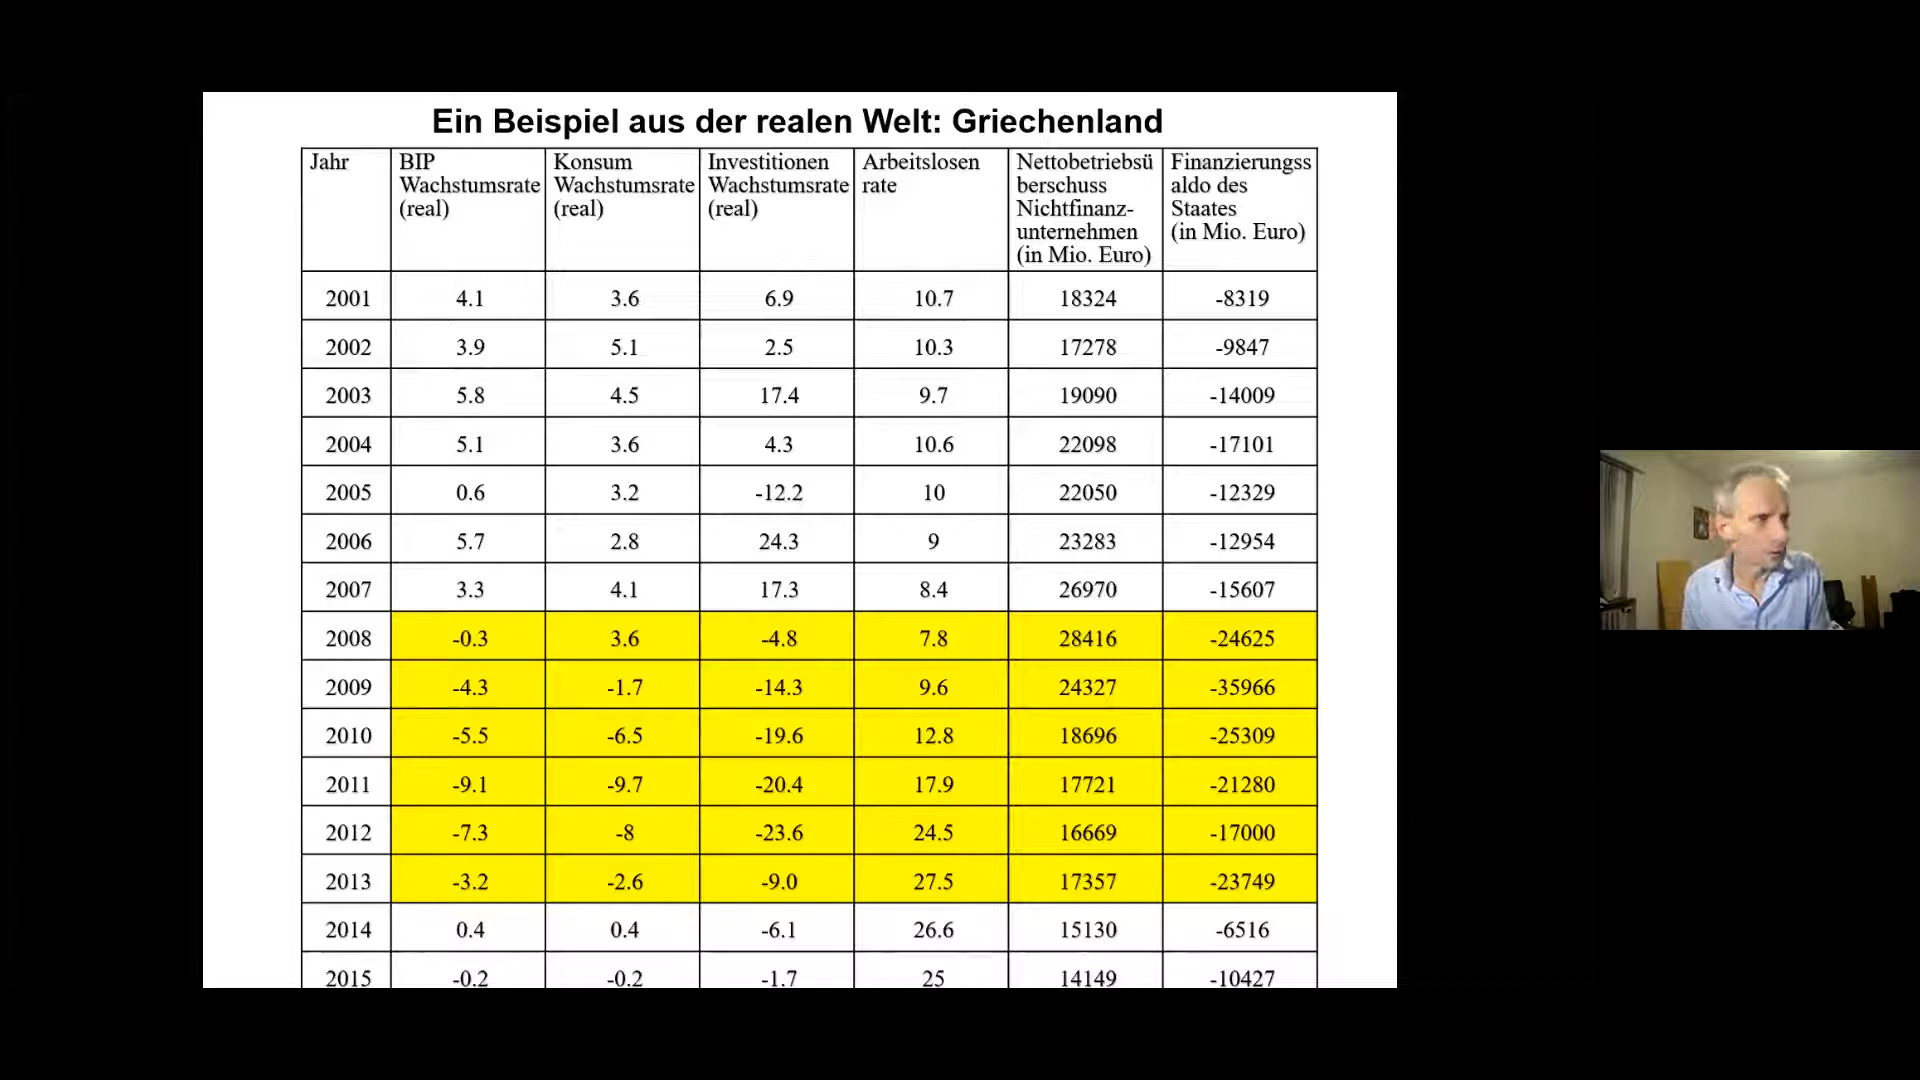 Ein Beispiel aus der realen Welt: Griechenland
Jahr BIP Wachstumsrate (real) Konsum Wachstumsrate (real) Investitionen Wachstumsrate (real) Arbeitslosen rate Nettobetriebsü berschuss Nichtfinanz- unternehmen (in Mio. Euro) Finanzierungss aldo des Staates (in Mio. Euro)
2001 4.1 3.6 6.9 10.7 18324 -8319
2002 3.9 5.1 2.5 10.3 17278 -9847
2003 5.8 4.5 17.4 9.7 19090 -14009
2004 5.1 3.6 4.3 10.6 22098 -17101
2005 0.6 3.2 -12.2 10 22050 -12329
2006 5.7 2.8 24.3 9 23283 -12954
2007 3.3 4.1 17.3 8.4 26970 -15607
2008 -0.3 3.6 -4.8 7.8 28416 -24625
2009 -4.3 -1.7 -14.3 9.6 24327 -35966
2010 -5.5 -6.5 -19.6 12.8 18696 -25309
2011 -9.1 -9.7 -20.4 17.9 17721 -21280
2012 -7.3 -8 -23.6 24.5 16669 -17000
2013 -3.2 -2.6 -9.0 27.5 17357 -23749
2014 0.4 0.4 -6.1 26.6 15130 -6516
2015 -0.2 -0.2 -1.7 25 14149 -10427